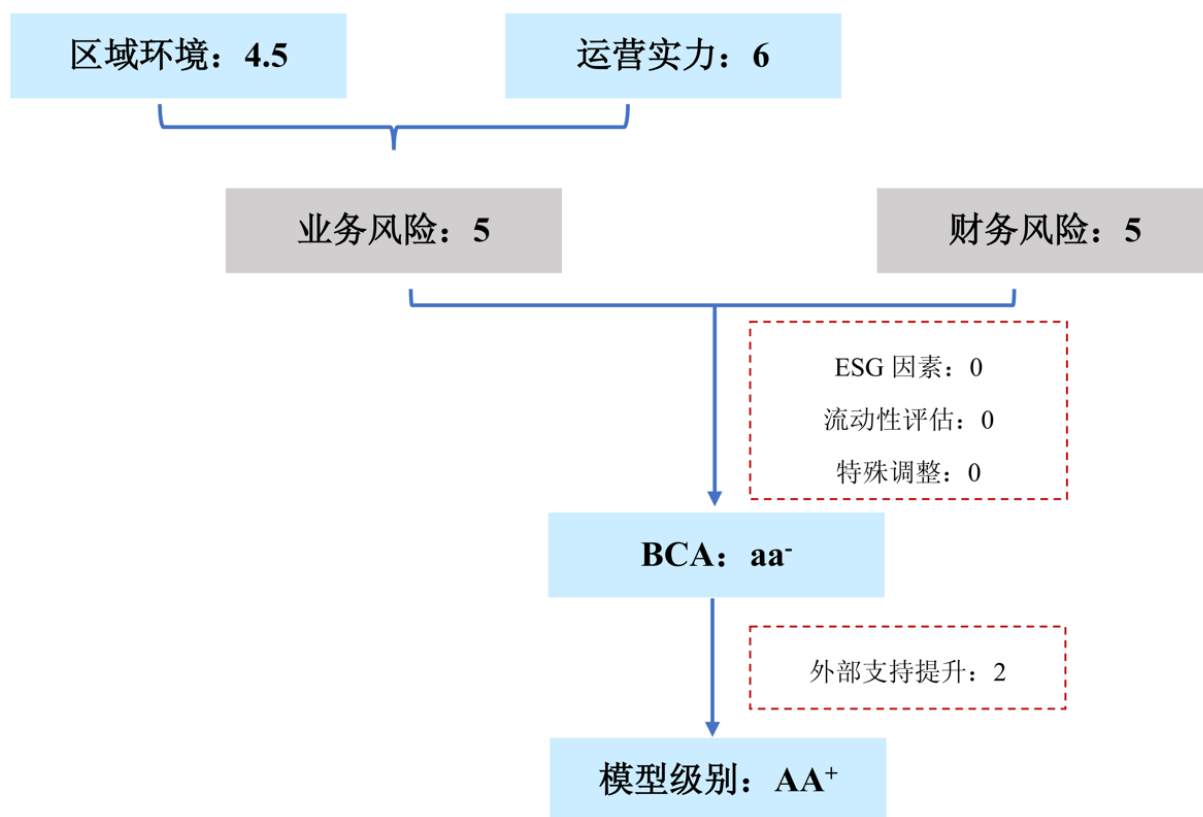 区域环境：4.5
运营实力：6
业务风险：5
财务风险：5
ESG 因素：0
流动性评估：0
特殊调整：0
BCA：aa⁻
外部支持提升：2
模型级别：AA⁺